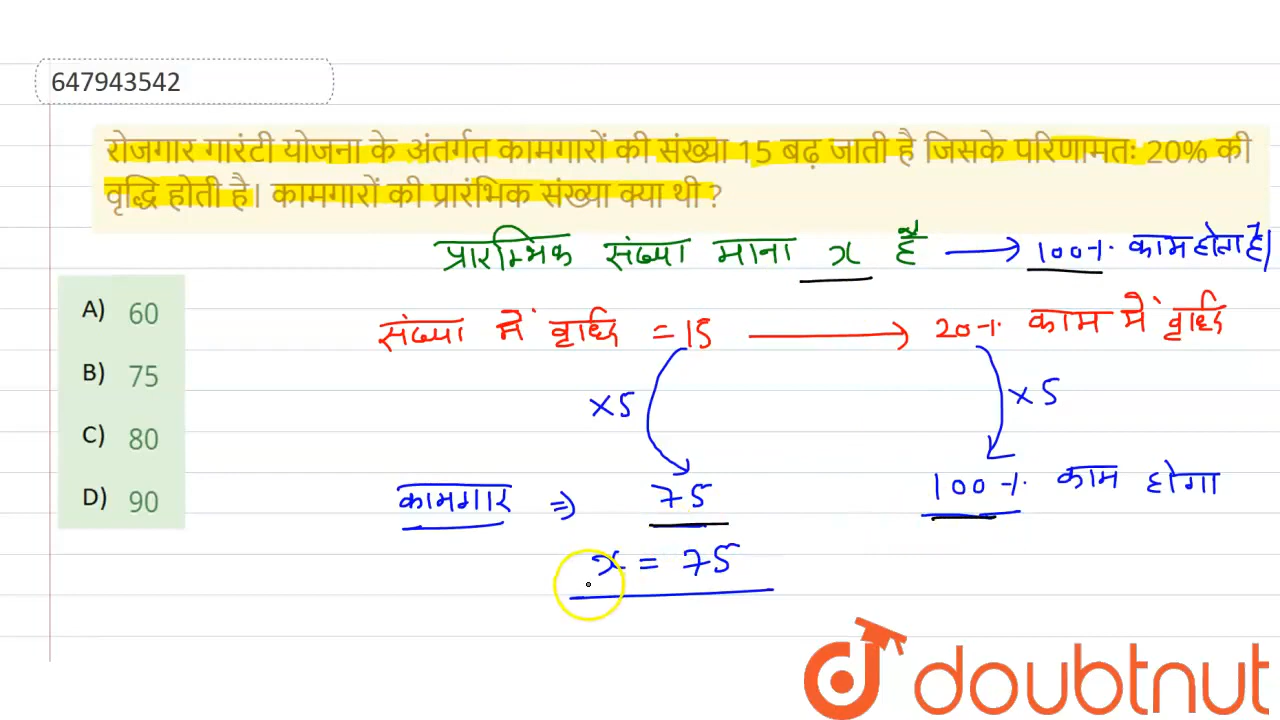 647943542
रोजगार गारंटी योजना के अंतर्गत कामगारों की संख्या 15 बढ़ जाती है जिसके परिणामतः 20% की
वृद्धि होती है। कामगारों की प्रारंभिक संख्या क्या थी ?
प्रारम्भिक संख्या माना x है → 100% काम होता है।
संख्या में वृद्धि = 15 → 20% काम में वृद्धि
A) 60
B) 75
C) 80
D) 90
×5 ×5
कामगार ⇒ 75 100% काम होगा
x = 75
doubtnut